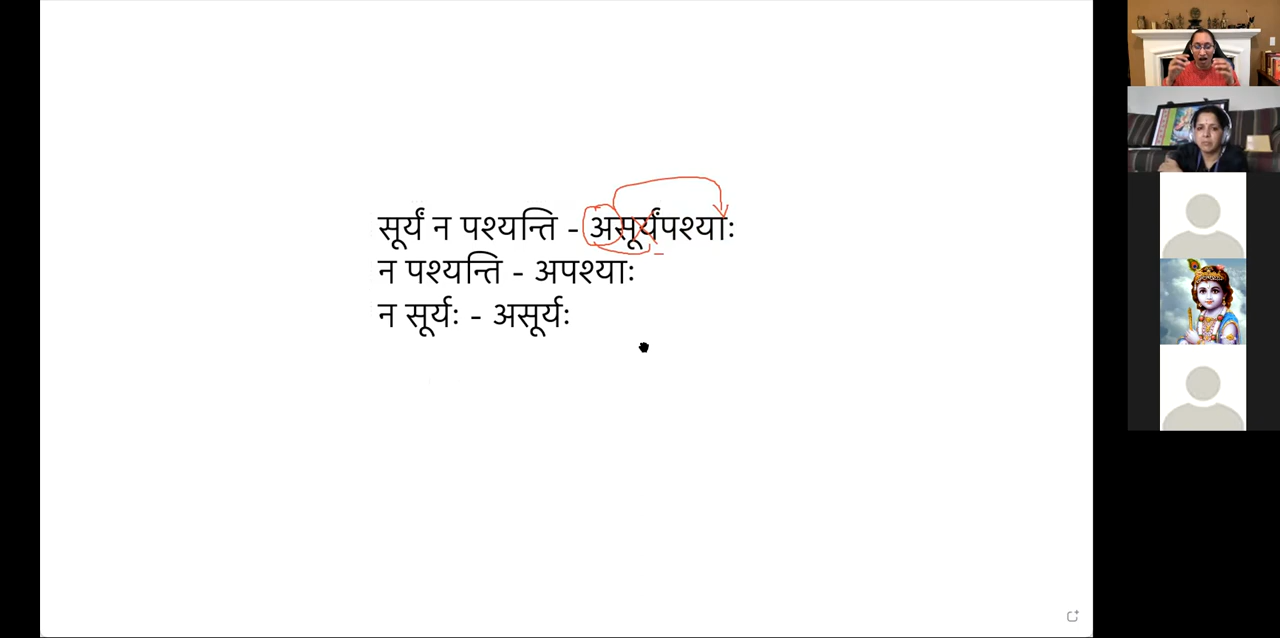 सूर्यं न पश्यन्ति - असूर्यंपश्याः
न पश्यन्ति - अपश्याः
न सूर्यः - असूर्यः